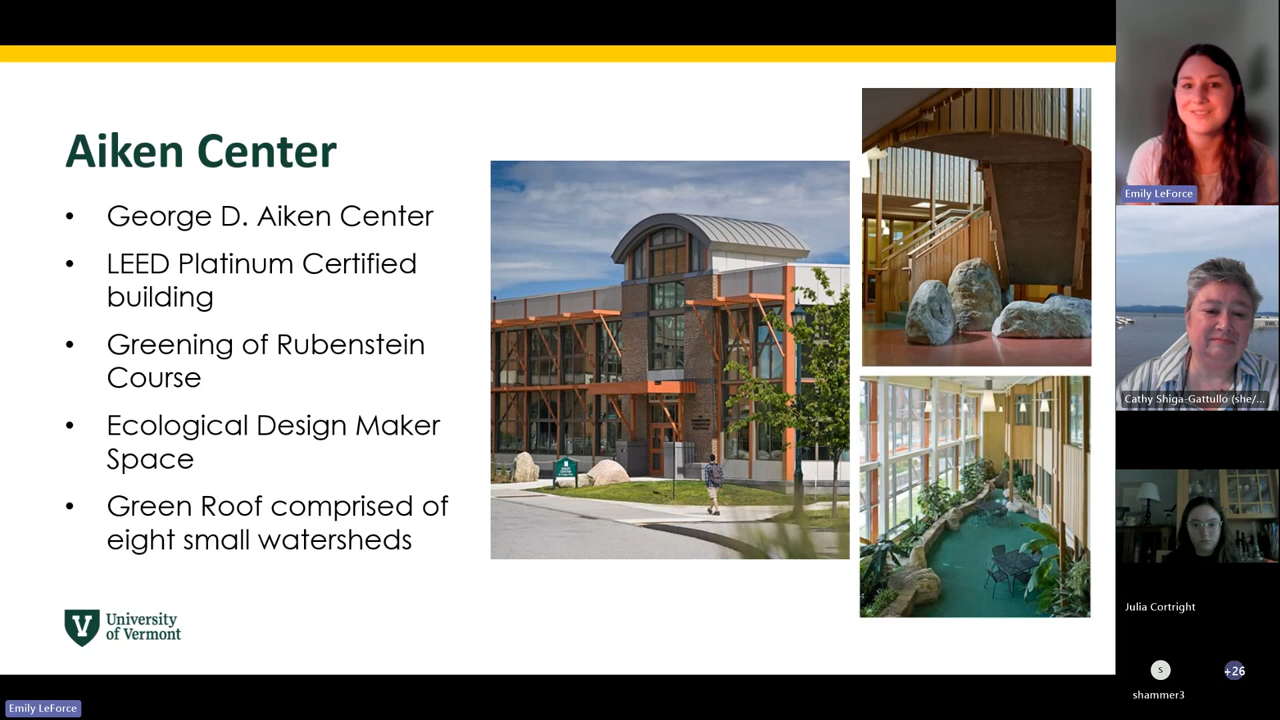 Aiken Center
• George D. Aiken Center
• LEED Platinum Certified
building
• Greening of Rubenstein
Course
• Ecological Design Maker
Space
• Green Roof comprised of
eight small watersheds
University
of Vermont
Emily LeForce
Cathy Shiga-Gattullo (she/...
Julia Cortright
S
+26
shammer3
Emily LeForce